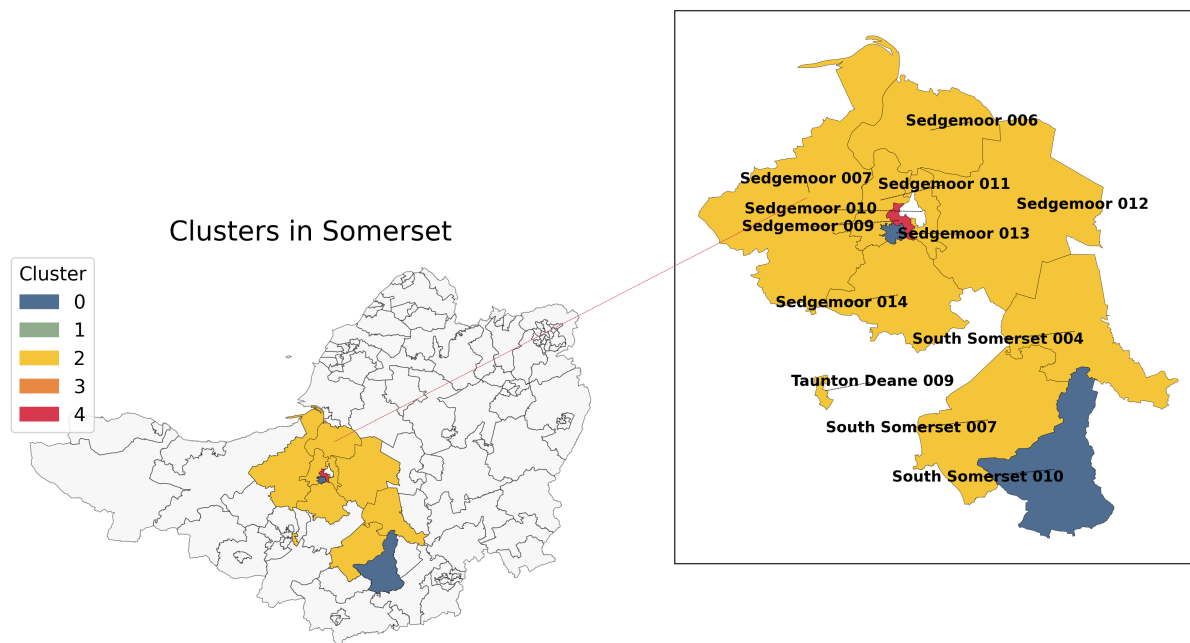 Clusters in Somerset
Cluster
0
1
2
3
4
Sedgemoor 006
Sedgemoor 007
Sedgemoor 011
Sedgemoor 012
Sedgemoor 010
Sedgemoor 009
Sedgemoor 013
Sedgemoor 014
South Somerset 004
Taunton Deane 009
South Somerset 007
South Somerset 010